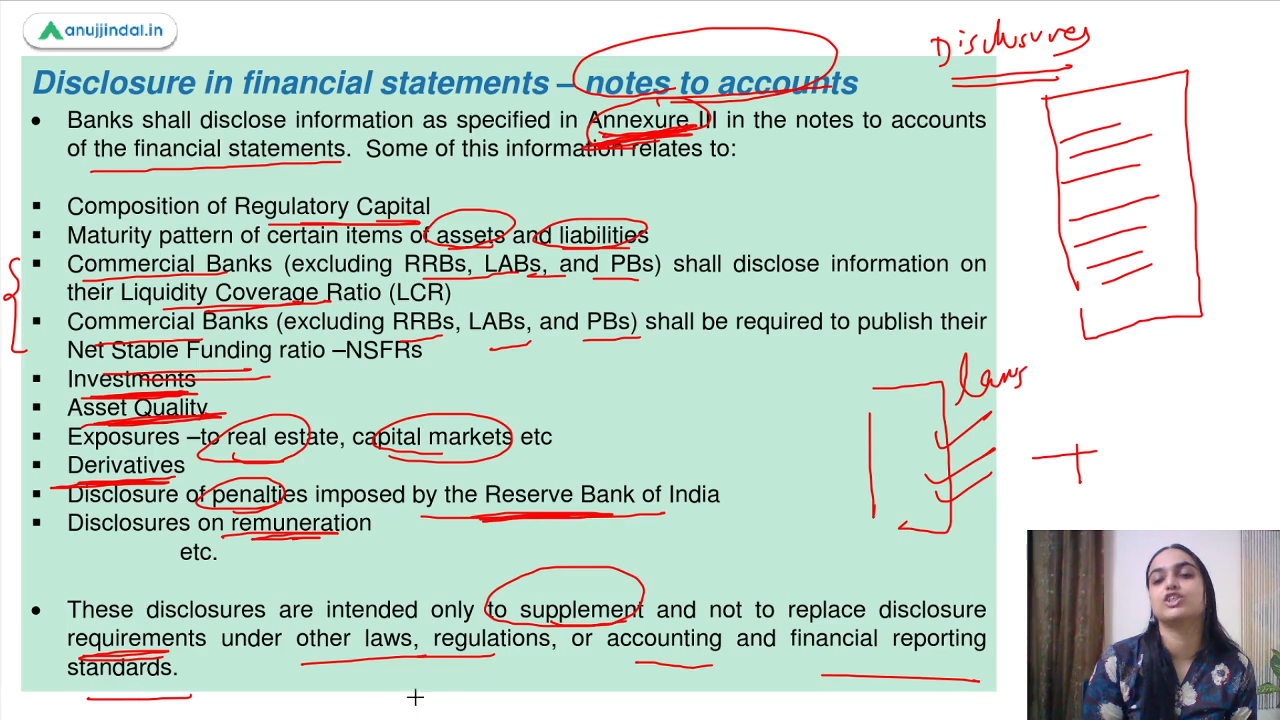 anujjindal.in
Disclosures
Disclosure in financial statements – notes to accounts
• Banks shall disclose information as specified in Annexure III in the notes to accounts
of the financial statements. Some of this information relates to:
▪ Composition of Regulatory Capital
▪ Maturity pattern of certain items of assets and liabilities
▪ Commercial Banks (excluding RRBs, LABs, and PBs) shall disclose information on
their Liquidity Coverage Ratio (LCR)
▪ Commercial Banks (excluding RRBs, LABs, and PBs) shall be required to publish their
Net Stable Funding ratio –NSFRs
▪ Investments
▪ Asset Quality
▪ Exposures –to real estate, capital markets etc
▪ Derivatives
▪ Disclosure of penalties imposed by the Reserve Bank of India
▪ Disclosures on remuneration
etc.
laws
• These disclosures are intended only to supplement and not to replace disclosure
requirements under other laws, regulations, or accounting and financial reporting
standards.